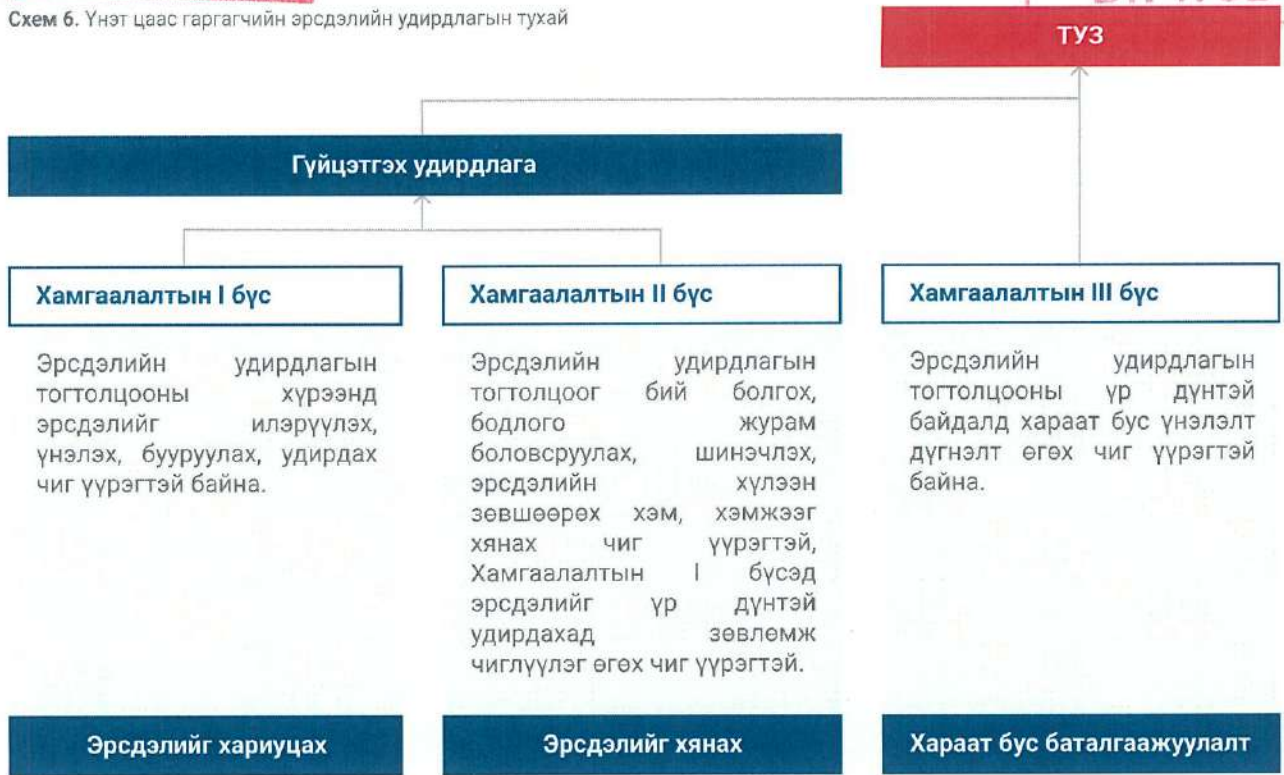 Схем 6. Үнэт цаас гаргагчийн эрсдэлийн удирдлагын тухай
ТУЗ
Гүйцэтгэх удирдлага
Хамгаалалтын I бүс
Эрсдэлийн удирдлагын
тогтолцооны хүрээнд
эрсдэлийг илэрүүлэх,
үнэлэх, бууруулах, удирдах
чиг үүрэгтэй байна.
Эрсдэлийг хариуцах
Хамгаалалтын II бүс
Эрсдэлийн удирдлагын
тогтолцоог бий болгох,
бодлого журам
боловсруулах, шинэчлэх,
эрсдэлийн хүлээн
зөвшөөрөх хэм, хэмжээг
хянах чиг үүрэгтэй,
Хамгаалалтын I бүсэд
эрсдэлийг үр дүнтэй
удирдахад зөвлөмж
чиглүүлэг өгөх чиг үүрэгтэй.
Эрсдэлийг хянах
Хамгаалалтын III бүс
Эрсдэлийн удирдлагын
тогтолцооны үр дүнтэй
байдалд хараат бус үнэлэлт
дүгнэлт өгөх чиг үүрэгтэй
байна.
Хараат бус баталгаажуулалт